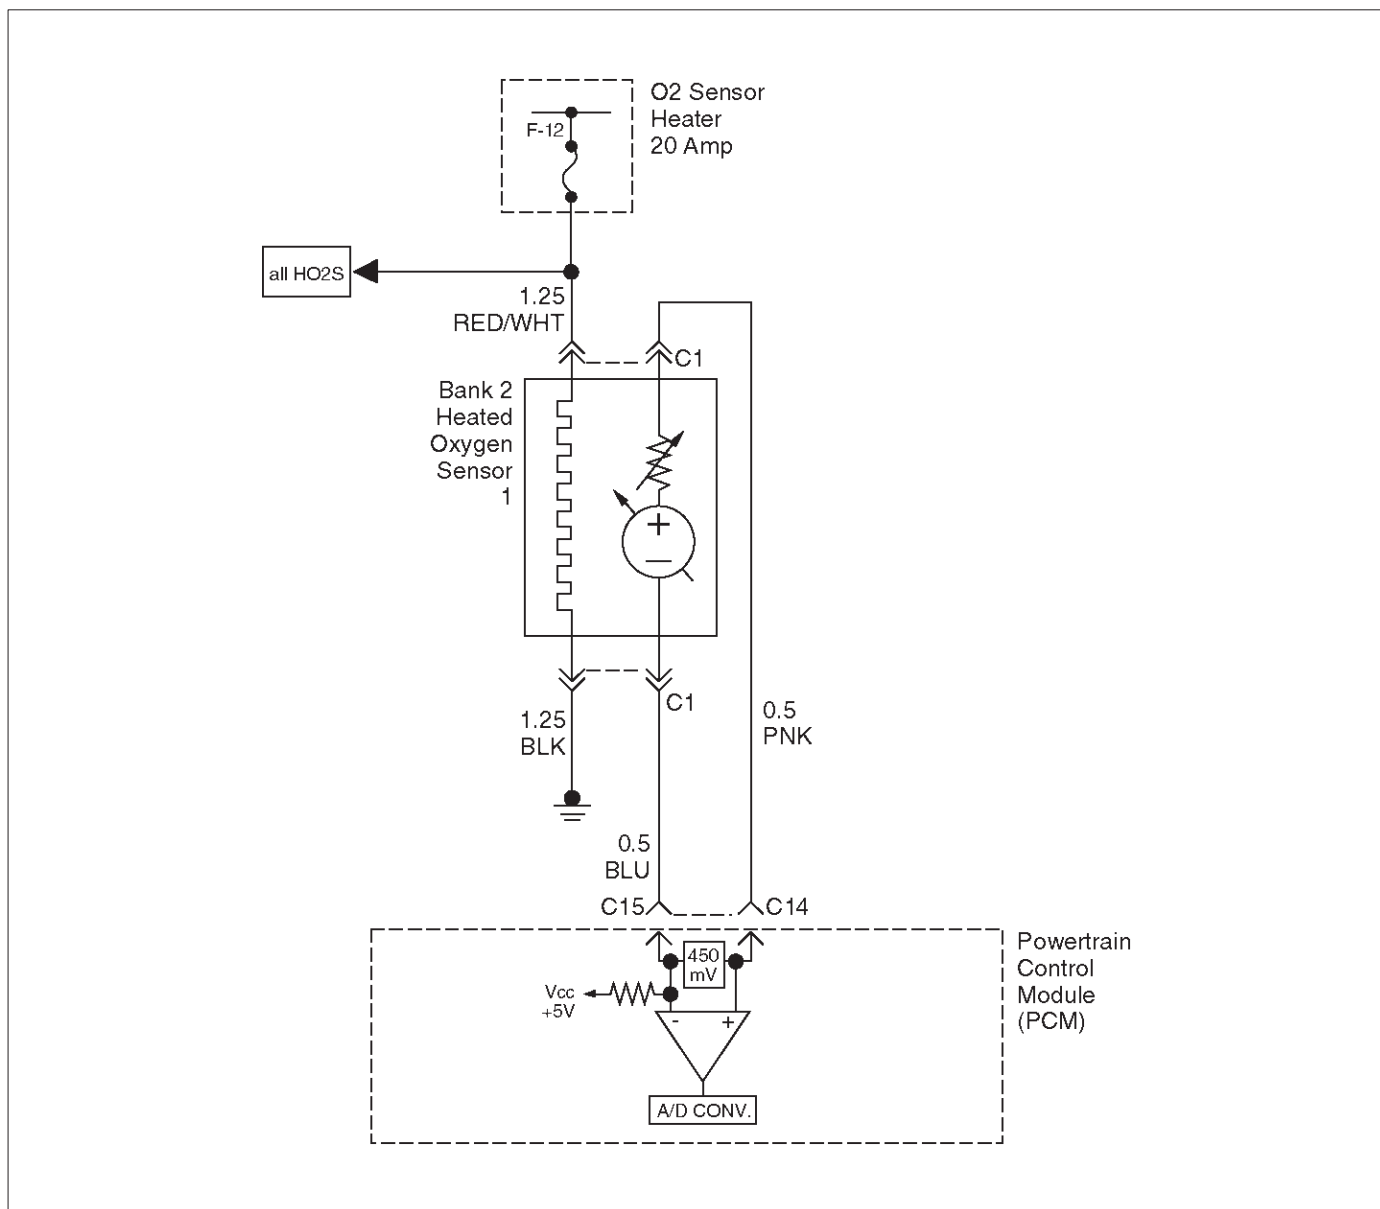 O2 Sensor
Heater
20 Amp
F-12
all HO2S
1.25
RED/WHT
C1
Bank 2
Heated
Oxygen
Sensor
1
+
–
C1
1.25
BLK
0.5
PNK
0.5
BLU
C15
C14
Powertrain
Control
Module
(PCM)
450
mV
Vcc
+5V
- +
A/D CONV.